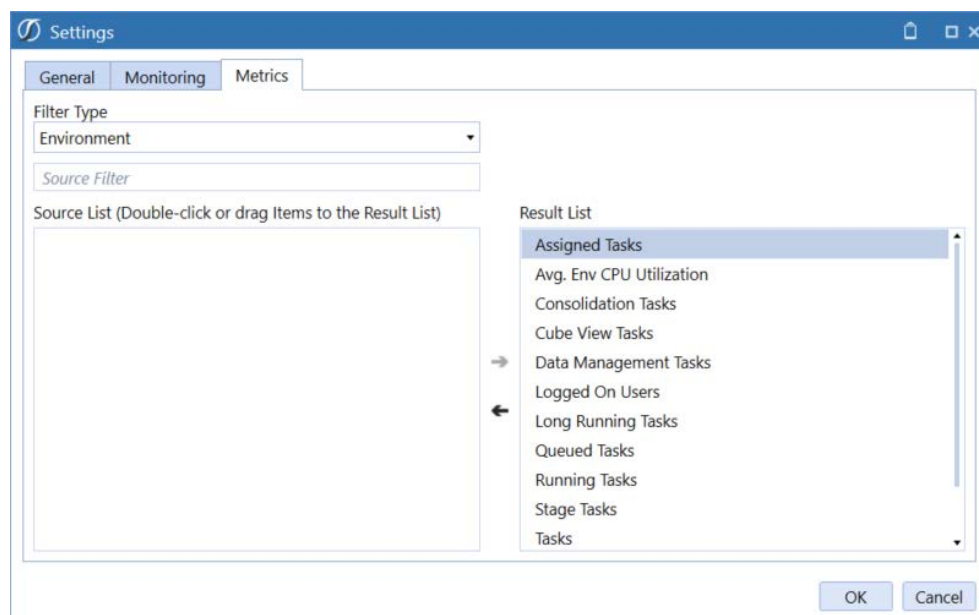 Settings
General Monitoring Metrics
Filter Type
Environment
Source Filter
Source List (Double-click or drag Items to the Result List)
Result List
Assigned Tasks
Avg. Env CPU Utilization
Consolidation Tasks
Cube View Tasks
Data Management Tasks
Logged On Users
Long Running Tasks
Queued Tasks
Running Tasks
Stage Tasks
Tasks
OK Cancel